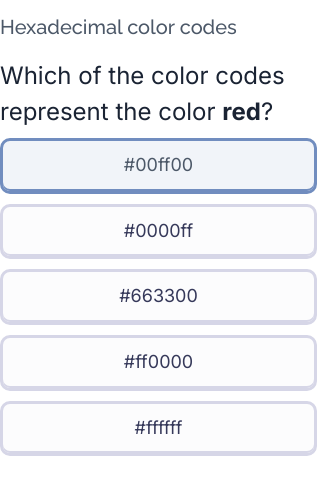 Hexadecimal color codes
Which of the color codes
represent the color red?
#00ff00
#0000ff
#663300
#ff0000
#ffffff